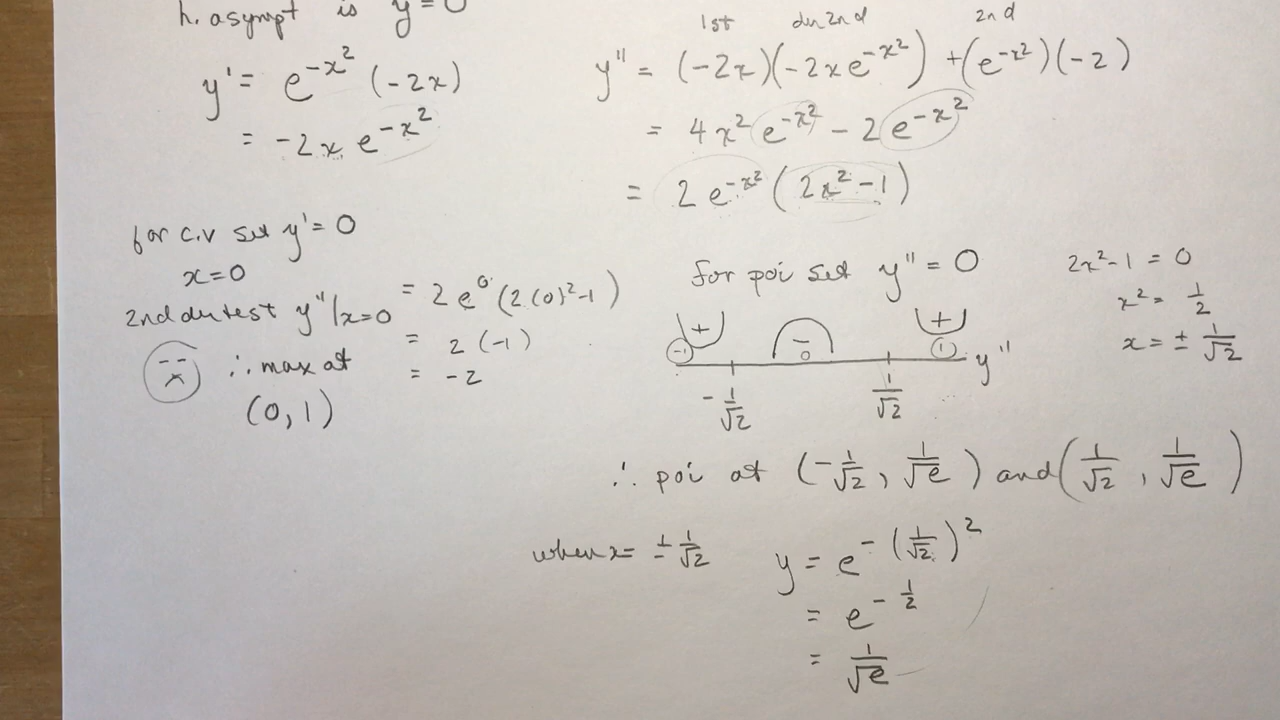 h. asympt is y = 0
y' = e^{-x^2} (-2x)
= -2x e^{-x^2}
1st der 2nd 2nd
y'' = (-2x)(-2xe^{-x^2}) + (e^{-x^2})(-2)
= 4x^2 e^{-x^2} - 2 e^{-x^2}
= 2 e^{-x^2} (2x^2 - 1)
for c.v set y' = 0
x = 0
2nd der test y''|x=0 = 2 e^0 (2(0)^2 - 1)
= 2 (-1)
= -2
∴ max at
(0, 1)
for poi set y'' = 0
2x^2 - 1 = 0
x^2 = 1/2
x = ± 1/√2
+ − +
-1 0 1 y''
-1/√2 1/√2
∴ poi at (-1/√2, 1/√e) and (1/√2, 1/√e)
when x = ± 1/√2 y = e^{-(1/√2)^2}
= e^{-1/2}
= 1/√e